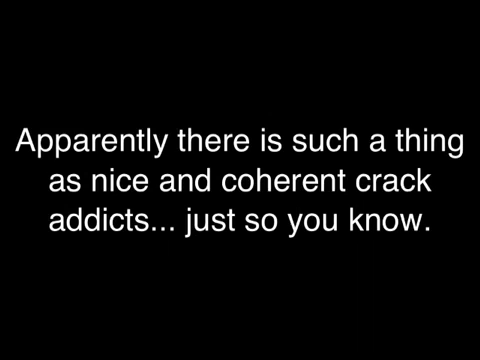 Apparently there is such a thing
as nice and coherent crack
addicts... just so you know.